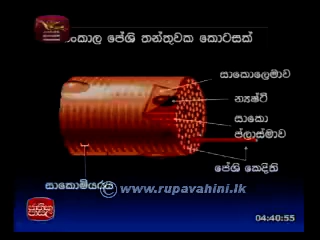 සංකාල පේශි තන්තුවක කොටසක්
සාකොලෙමාව
න්‍යෂ්ටි
සාකො
ප්ලාස්මාව
පේශි කෙදිති
සාකොමියරය
© www.rupavahini.lk
04:40:55